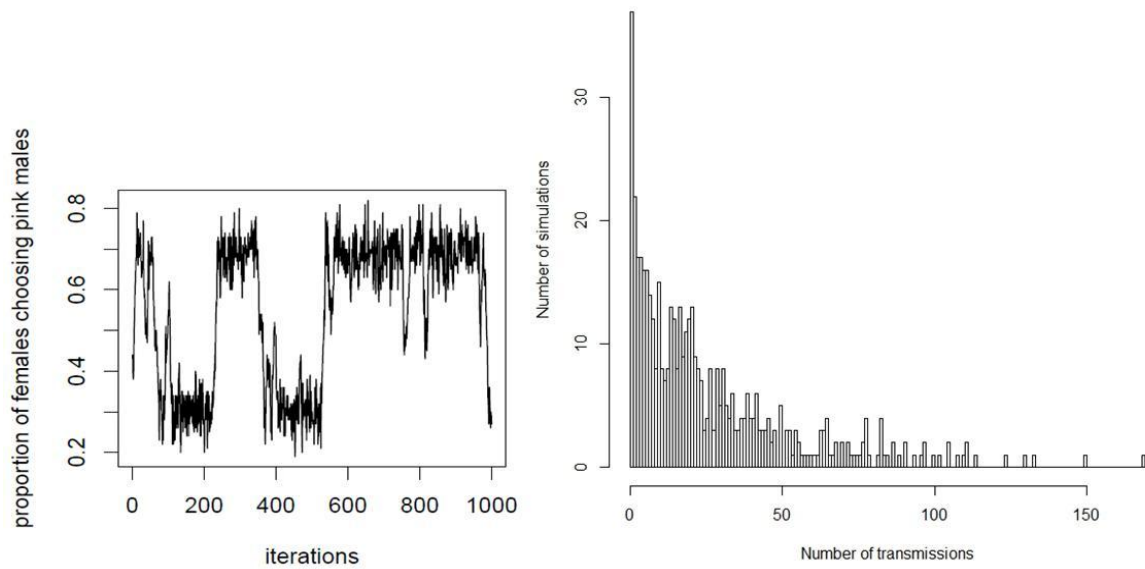 proportion of females choosing pink males
0.8
0.6
0.4
0.2
0 200 400 600 800 1000
iterations
Number of simulations
30
20
10
0
0 50 100 150
Number of transmissions